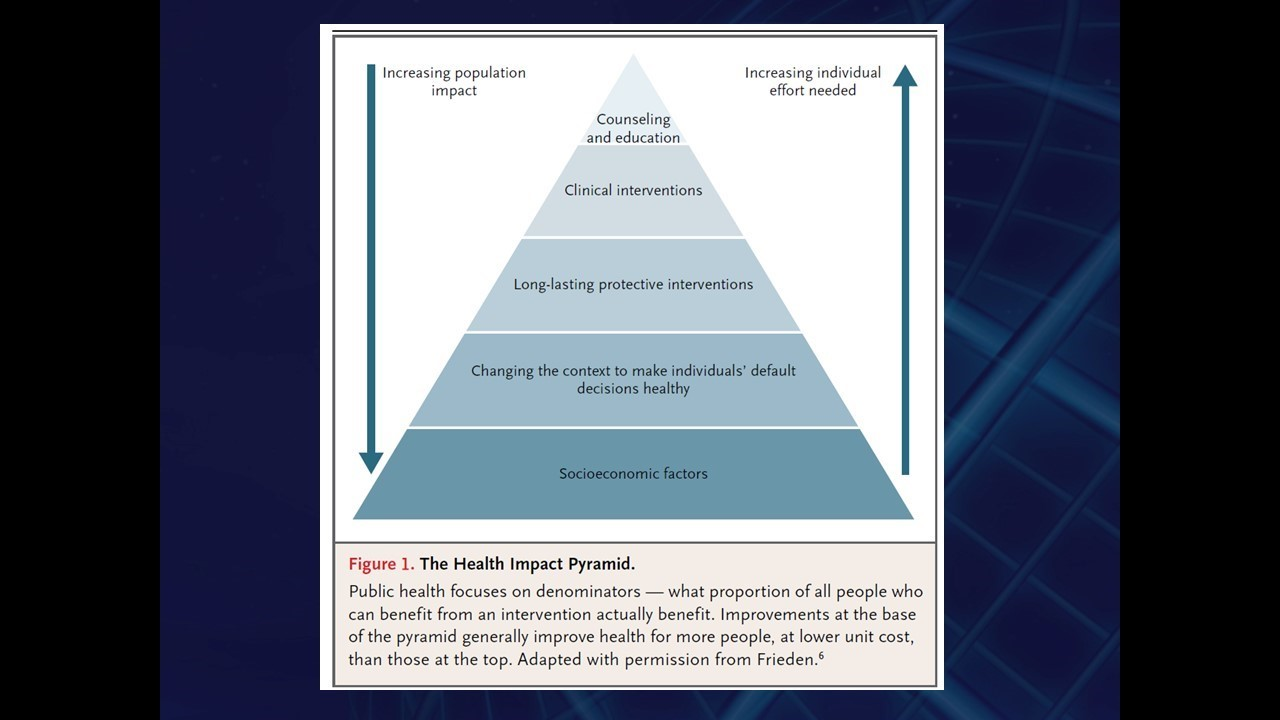 Increasing population
impact
Increasing individual
effort needed
Counseling
and education
Clinical interventions
Long-lasting protective interventions
Changing the context to make individuals’ default
decisions healthy
Socioeconomic factors
Figure 1. The Health Impact Pyramid.
Public health focuses on denominators — what proportion of all people who
can benefit from an intervention actually benefit. Improvements at the base
of the pyramid generally improve health for more people, at lower unit cost,
than those at the top. Adapted with permission from Frieden.⁶